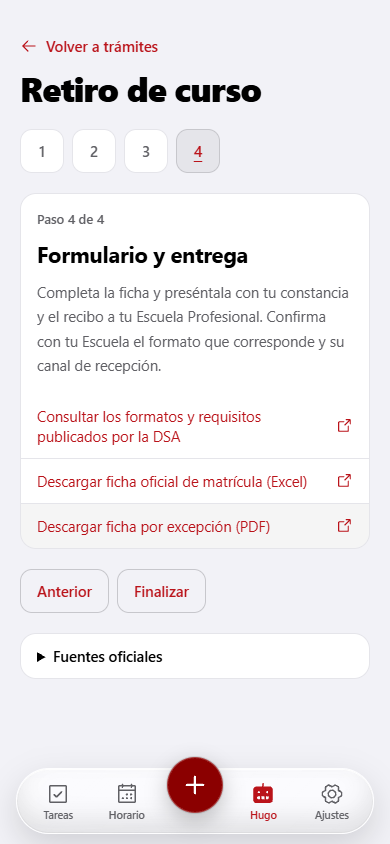 Volver a trámites
Retiro de curso
1
2
3
4
Paso 4 de 4
Formulario y entrega
Completa la ficha y preséntala con tu constancia
y el recibo a tu Escuela Profesional. Confirma
con tu Escuela el formato que corresponde y su
canal de recepción.
Consultar los formatos y requisitos
publicados por la DSA
Descargar ficha oficial de matrícula (Excel)
Descargar ficha por excepción (PDF)
Anterior
Finalizar
Fuentes oficiales
Tareas
Horario
Hugo
Ajustes